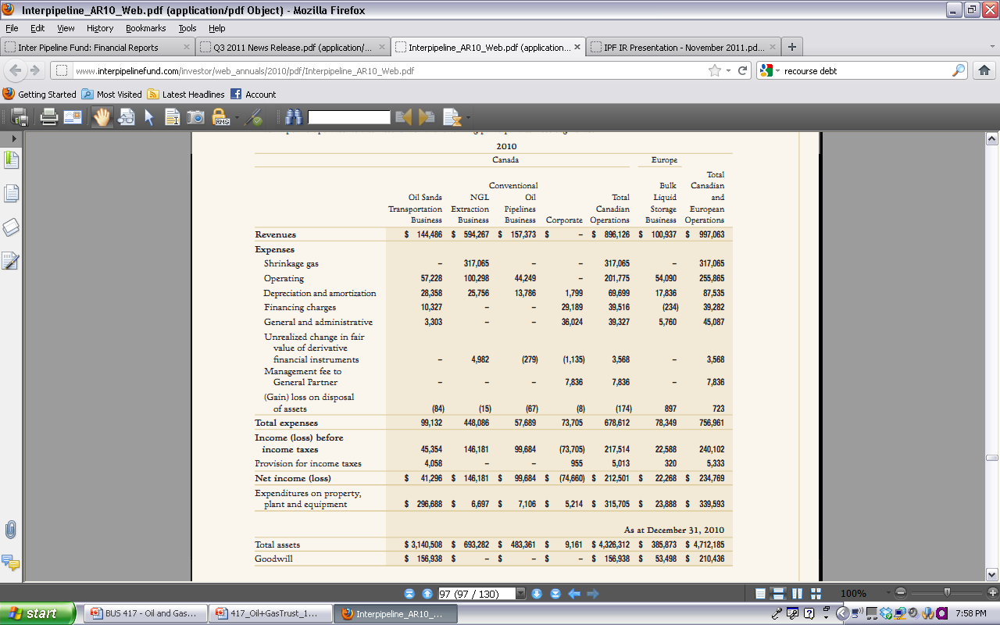 Interpipeline_AR10_Web.pdf (application/pdf Object) - Mozilla Firefox
File Edit View History Bookmarks Tools Help
Inter Pipeline Fund: Financial Reports × Q3 2011 News Release.pdf (application/... × Interpipeline_AR10_Web.pdf (application... × IPF IR Presentation - November 2011.pd... × +
www.interpipelinefund.com/investor/web_annuals/2010/pdf/Interpipeline_AR10_Web.pdf recourse debt
Getting Started Most Visited Latest Headlines Account
RMS
2010
Canada Europe
Total
Conventional Bulk Canadian
Oil Sands NGL Oil Total Liquid and
Transportation Extraction Pipelines Canadian Storage European
Business Business Business Corporate Operations Business Operations
Revenues $ 144,486 $ 594,267 $ 157,373 $ – $ 896,126 $ 100,937 $ 997,063
Expenses
Shrinkage gas – 317,065 – – 317,065 – 317,065
Operating 57,228 100,298 44,249 – 201,775 54,090 255,865
Depreciation and amortization 28,358 25,756 13,786 1,799 69,699 17,836 87,535
Financing charges 10,327 – – 29,189 39,516 (234) 39,282
General and administrative 3,303 – – 36,024 39,327 5,760 45,087
Unrealized change in fair
value of derivative
financial instruments – 4,982 (279) (1,135) 3,568 – 3,568
Management fee to
General Partner – – – 7,836 7,836 – 7,836
(Gain) loss on disposal
of assets (84) (15) (67) (8) (174) 897 723
Total expenses 99,132 448,086 57,689 73,705 678,612 78,349 756,961
Income (loss) before
income taxes 45,354 146,181 99,684 (73,705) 217,514 22,588 240,102
Provision for income taxes 4,058 – – 955 5,013 320 5,333
Net income (loss) $ 41,296 $ 146,181 $ 99,684 $ (74,660) $ 212,501 $ 22,268 $ 234,769
Expenditures on property,
plant and equipment $ 296,688 $ 6,697 $ 7,106 $ 5,214 $ 315,705 $ 23,888 $ 339,593
As at December 31, 2010
Total assets $ 3,140,508 $ 693,282 $ 483,361 $ 9,161 $ 4,326,312 $ 385,873 $ 4,712,185
Goodwill $ 156,938 $ – $ – $ – $ 156,938 $ 53,498 $ 210,436
97 (97 / 130) 100%
start BUS 417 - Oil and Gas... 417_Oil+GasTrust_1... Interpipeline_AR10_... 7:58 PM